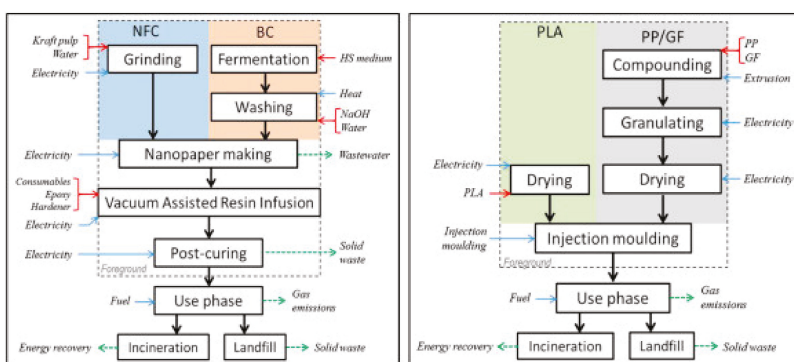 NFC
BC
Kraft pulp
Water
Grinding
Fermentation
HS medium
Electricity
Heat
Washing
NaOH
Water
Electricity
Nanopaper making
Wastewater
Consumables
Epoxy
Hardener
Vacuum Assisted Resin Infusion
Electricity
Electricity
Post-curing
Solid
waste
Foreground
Fuel
Use phase
Gas
emissions
Energy recovery
Incineration
Landfill
Solid waste
PLA
PP/GF
PP
GF
Compounding
Extrusion
Granulating
Electricity
Electricity
PLA
Drying
Drying
Electricity
Injection
moulding
Injection moulding
Foreground
Fuel
Use phase
Gas
emissions
Energy recovery
Incineration
Landfill
Solid waste